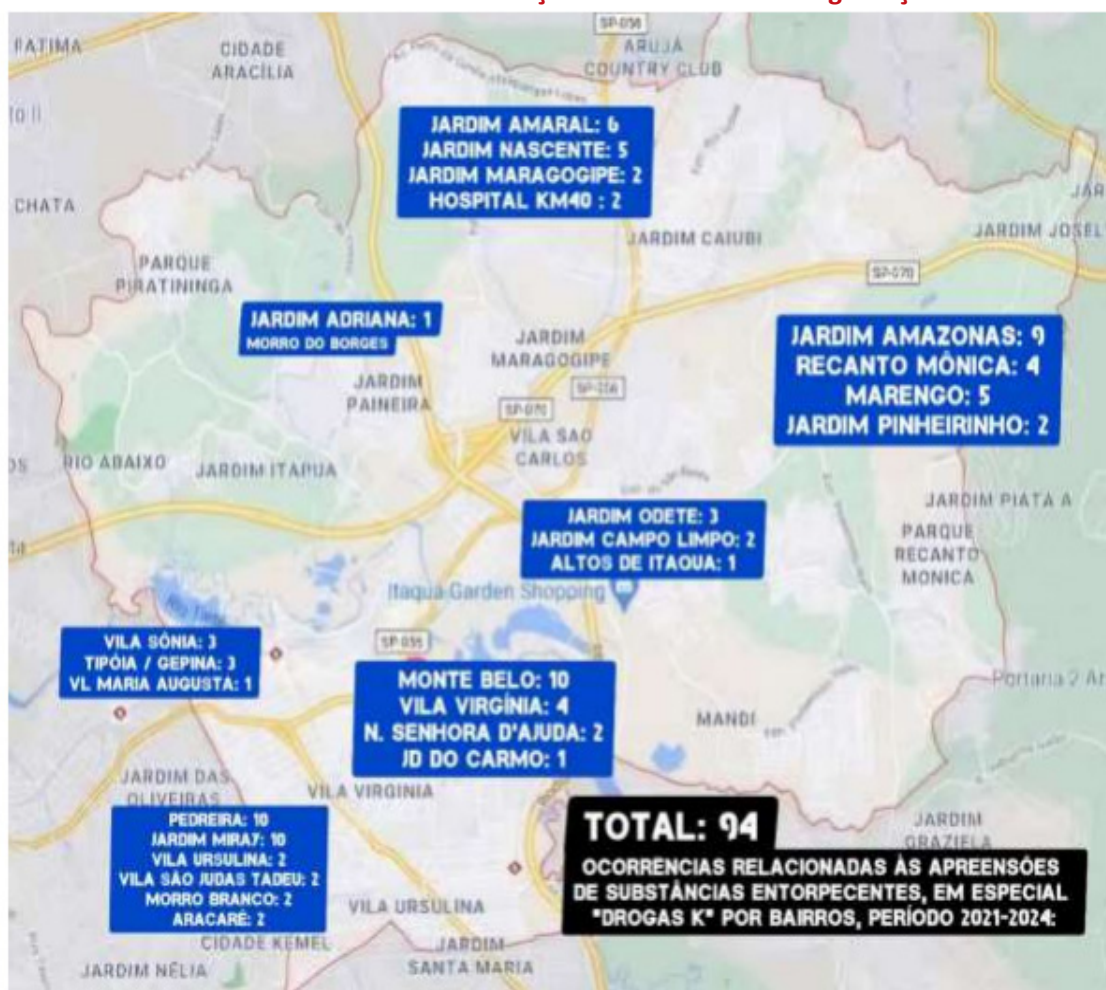 SP-056
FATIMA
CIDADE
ARACÍLIA
ARUJÁ
COUNTRY CLUB
JARDIM AMARAL: 6
JARDIM NASCENTE: 5
JARDIM MARAGOGIPE: 2
HOSPITAL KM40 : 2
CHATA
JARDIM CAIUBI
JARDIM JOSEL
PARQUE
PIRATININGA
SP-070
JARDIM ADRIANA: 1
MORRO DO BORGES
JARDIM
MARAGOGIPE
JARDIM AMAZONAS: 9
RECANTO MÔNICA: 4
MARENGO: 5
JARDIM PINHEIRINHO: 2
JARDIM
PAINEIRA
SP-056
SP-070
VILA SAO
CARLOS
RIO ABAIXO
JARDIM ITAPUA
JARDIM PIATA A
PARQUE
RECANTO
MONICA
JARDIM ODETE: 3
JARDIM CAMPO LIMPO: 2
ALTOS DE ITAQUA: 1
Itaqua Garden Shopping
VILA SÔNIA: 3
TIPÓIA / GEPINA: 3
VL MARIA AUGUSTA: 1
MONTE BELO: 10
VILA VIRGÍNIA: 4
N. SENHORA D'AJUDA: 2
JD DO CARMO: 1
Portaria 2
MANDI
JARDIM DAS
OLIVEIRAS
VILA VIRGINIA
PEDREIRA: 10
JARDIM MIRAI: 10
VILA URSULINA: 2
VILA SÃO JUDAS TADEU: 2
MORRO BRANCO: 2
ARACARÉ: 2
TOTAL: 94
OCORRENCIAS RELACIONADAS ÀS APREENSÕES
DE SUBSTÂNCIAS ENTORPECENTES, EM ESPECIAL
"DROGAS K" POR BAIRROS, PERÍODO 2021-2024:
JARDIM
GRAZIELA
VILA URSULINA
CIDADE KEMEL
JARDIM
SANTA MARIA
JARDIM NÉLIA